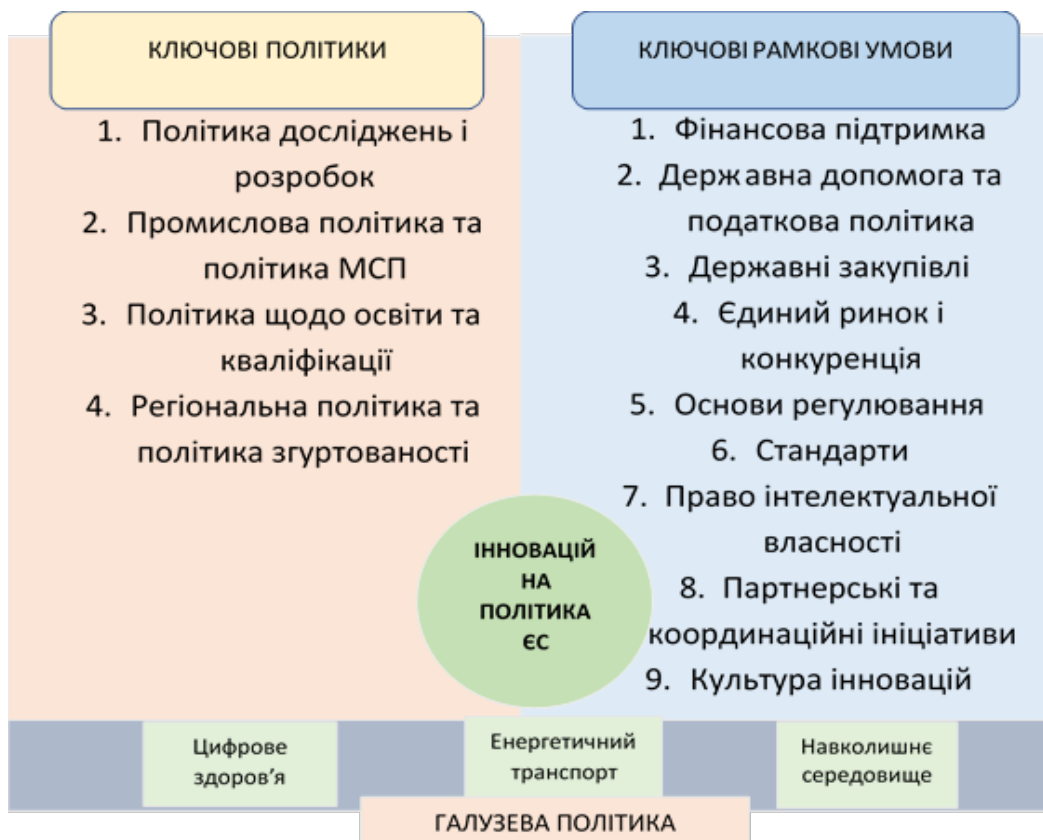 КЛЮЧОВІ ПОЛІТИКИ
1. Політика досліджень і
розробок
2. Промислова політика та
політика МСП
3. Політика щодо освіти та
кваліфікації
4. Регіональна політика та
політика згуртованості
КЛЮЧОВІ РАМКОВІ УМОВИ
1. Фінансова підтримка
2. Державна допомога та
податкова політика
3. Державні закупівлі
4. Єдиний ринок і
конкуренція
5. Основи регулювання
6. Стандарти
7. Право інтелектуальної
власності
8. Партнерські та
координаційні ініціативи
9. Культура інновацій
ІННОВАЦІЙ
НА
ПОЛІТИКА
ЄС
Цифрове
здоров’я
Енергетичний
транспорт
Навколишнє
середовище
ГАЛУЗЕВА ПОЛІТИКА